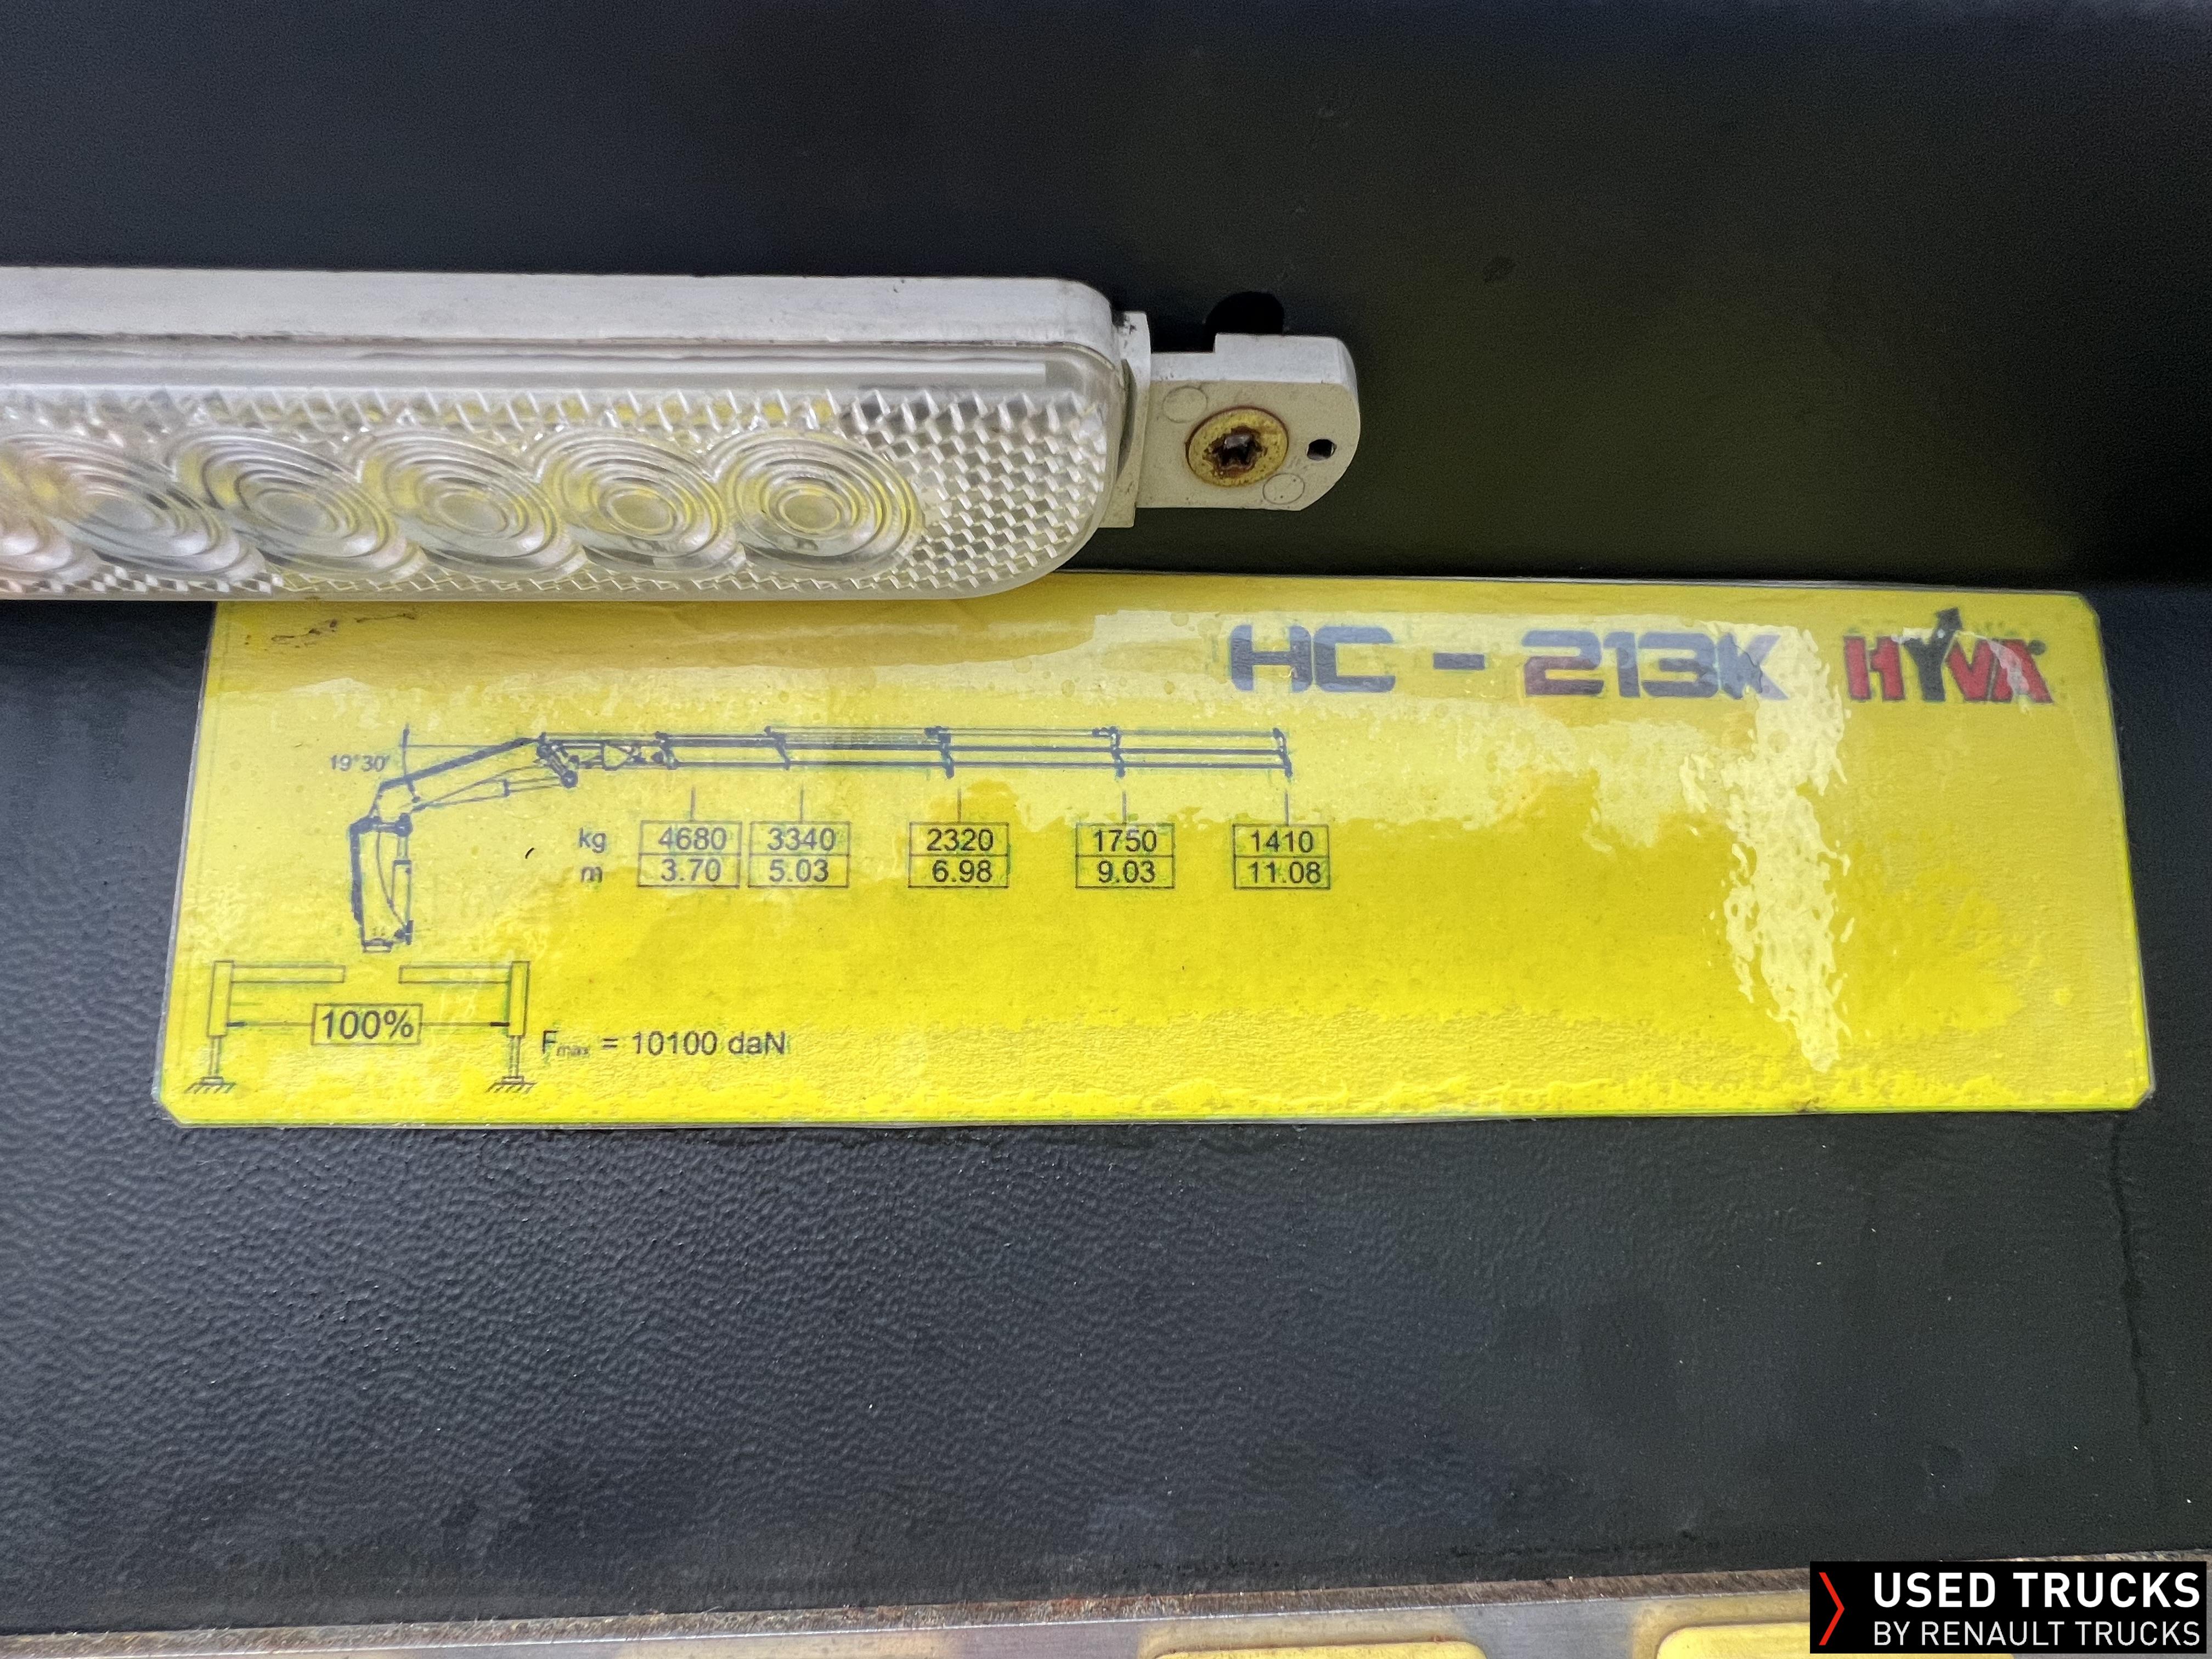 HC - 213K HYVA
19°30'
kg 4680 3340 2320 1750 1410
m 3.70 5.03 6.98 9.03 11.08
100%
Fmax = 10100 daN
USED TRUCKS
BY RENAULT TRUCKS